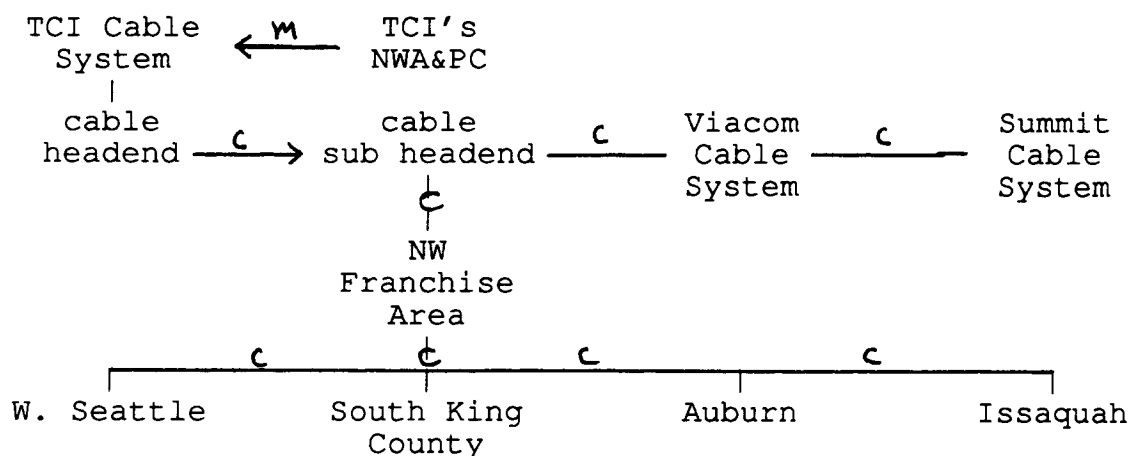 TCI Cable System
m
TCI's NWA&PC
cable headend
c
cable sub headend
c
Viacom Cable System
c
Summit Cable System
c
NW Franchise Area
c c c c
W. Seattle
South King County
Auburn
Issaquah